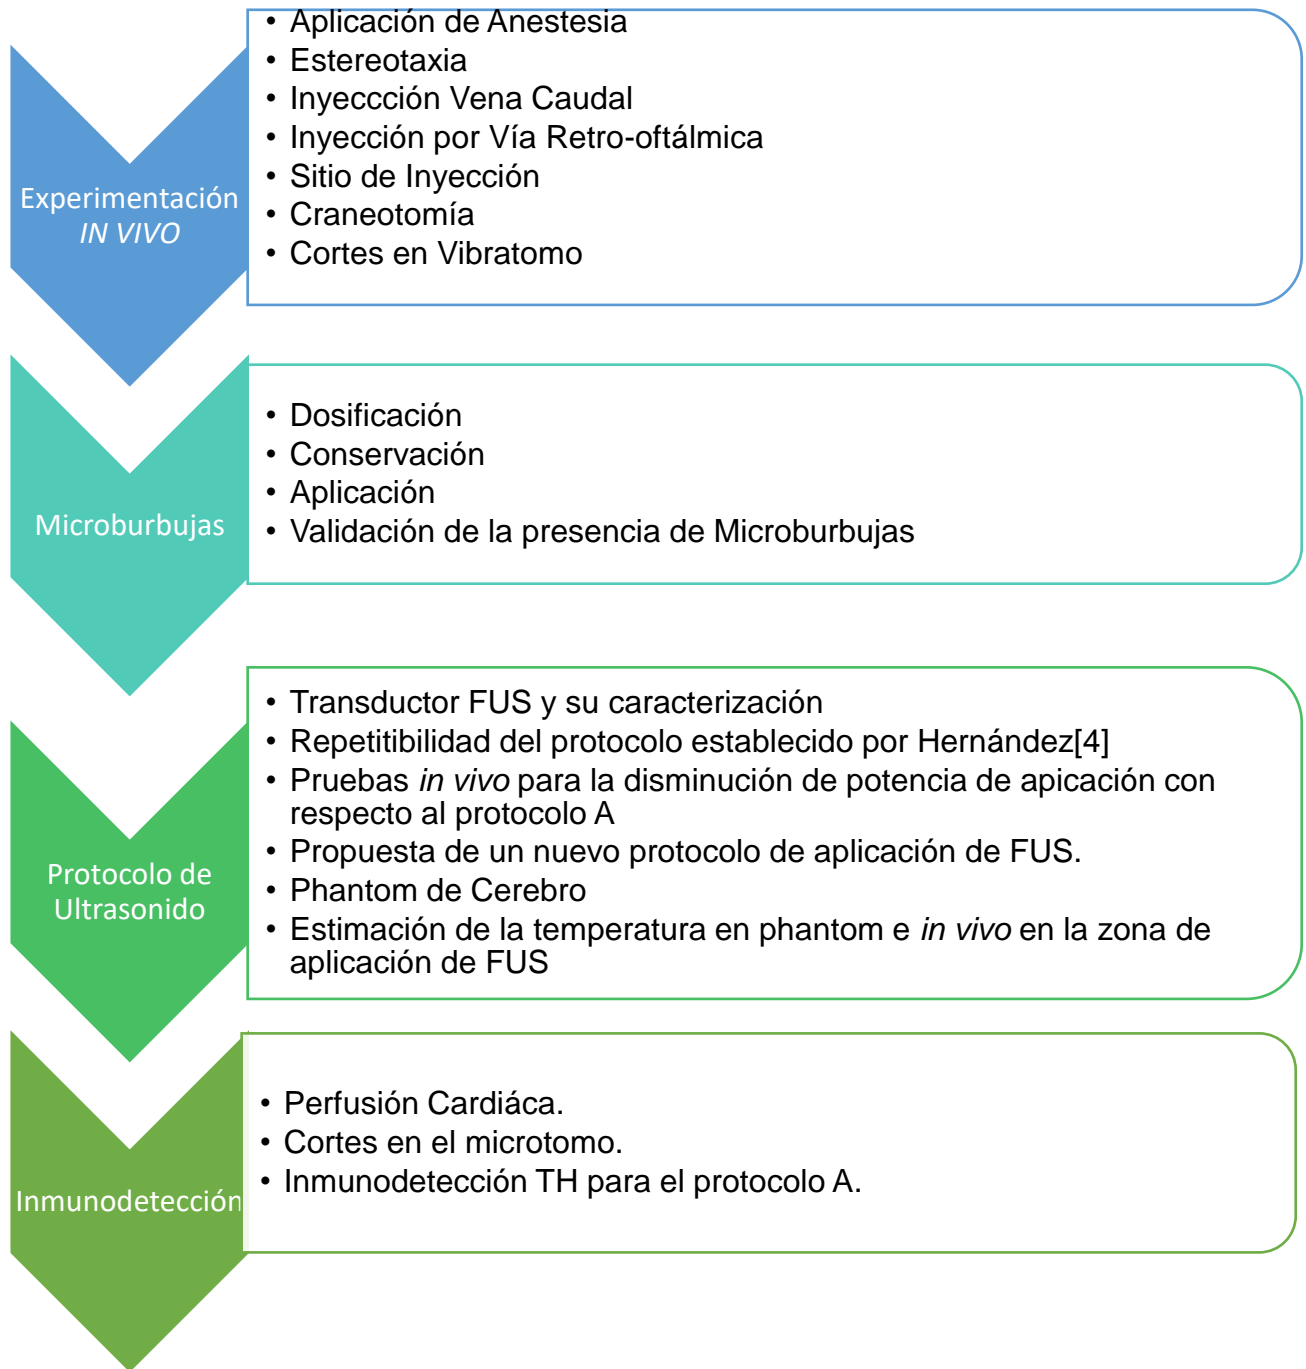 • Aplicación de Anestesia
• Estereotaxia
• Inyeccción Vena Caudal
• Inyección por Vía Retro-oftálmica
• Sitio de Inyección
• Craneotomía
• Cortes en Vibratomo
Experimentación
IN VIVO
• Dosificación
• Conservación
• Aplicación
• Validación de la presencia de Microburbujas
Microburbujas
• Transductor FUS y su caracterización
• Repetitibilidad del protocolo establecido por Hernández[4]
• Pruebas in vivo para la disminución de potencia de apicación con
respecto al protocolo A
• Propuesta de un nuevo protocolo de aplicación de FUS.
• Phantom de Cerebro
• Estimación de la temperatura en phantom e in vivo en la zona de
aplicación de FUS
Protocolo de
Ultrasonido
• Perfusión Cardiáca.
• Cortes en el microtomo.
• Inmunodetección TH para el protocolo A.
Inmunodetección